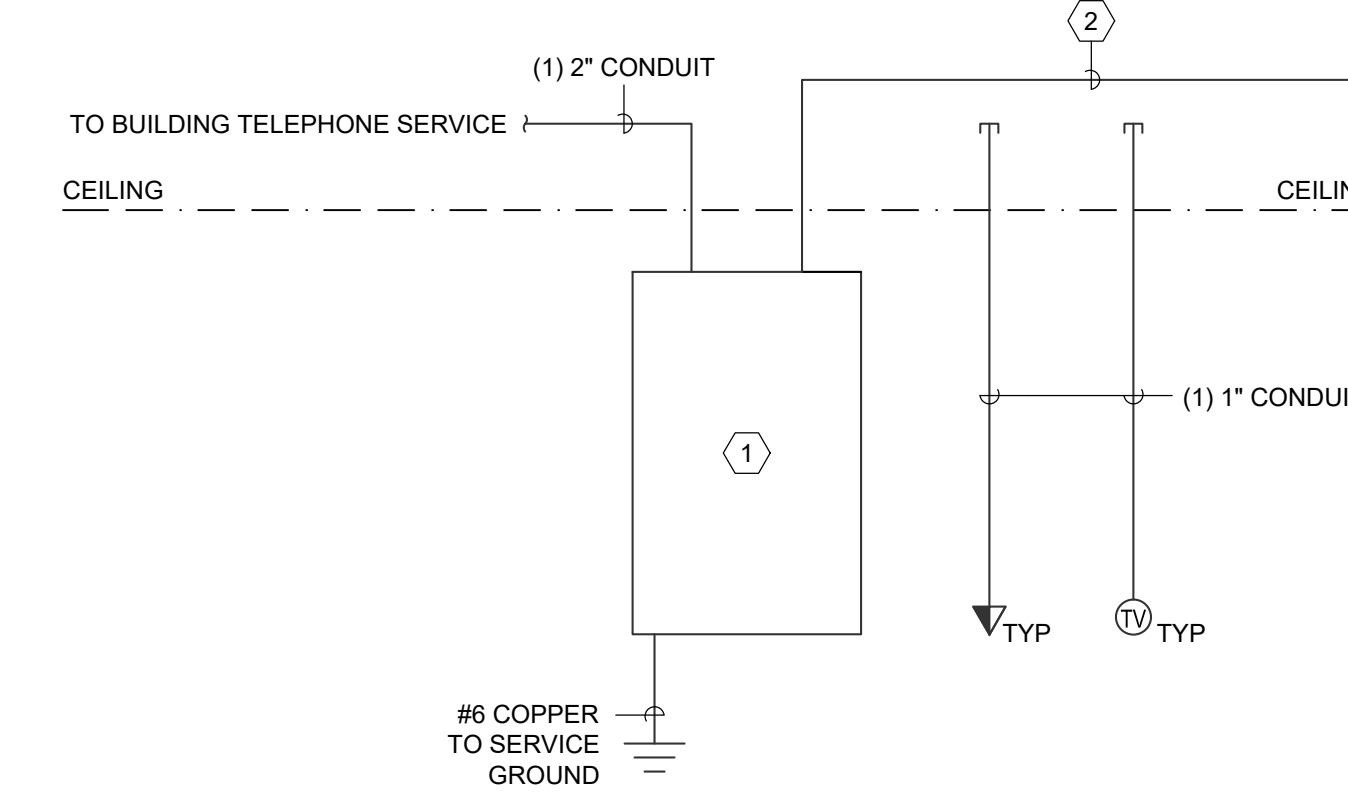 2
(1) 2" CONDUIT
TO BUILDING TELEPHONE SERVICE
CEILING
(1) 1"
1
TYP
TV
TYP
#6 COPPER
TO SERVICE
GROUND